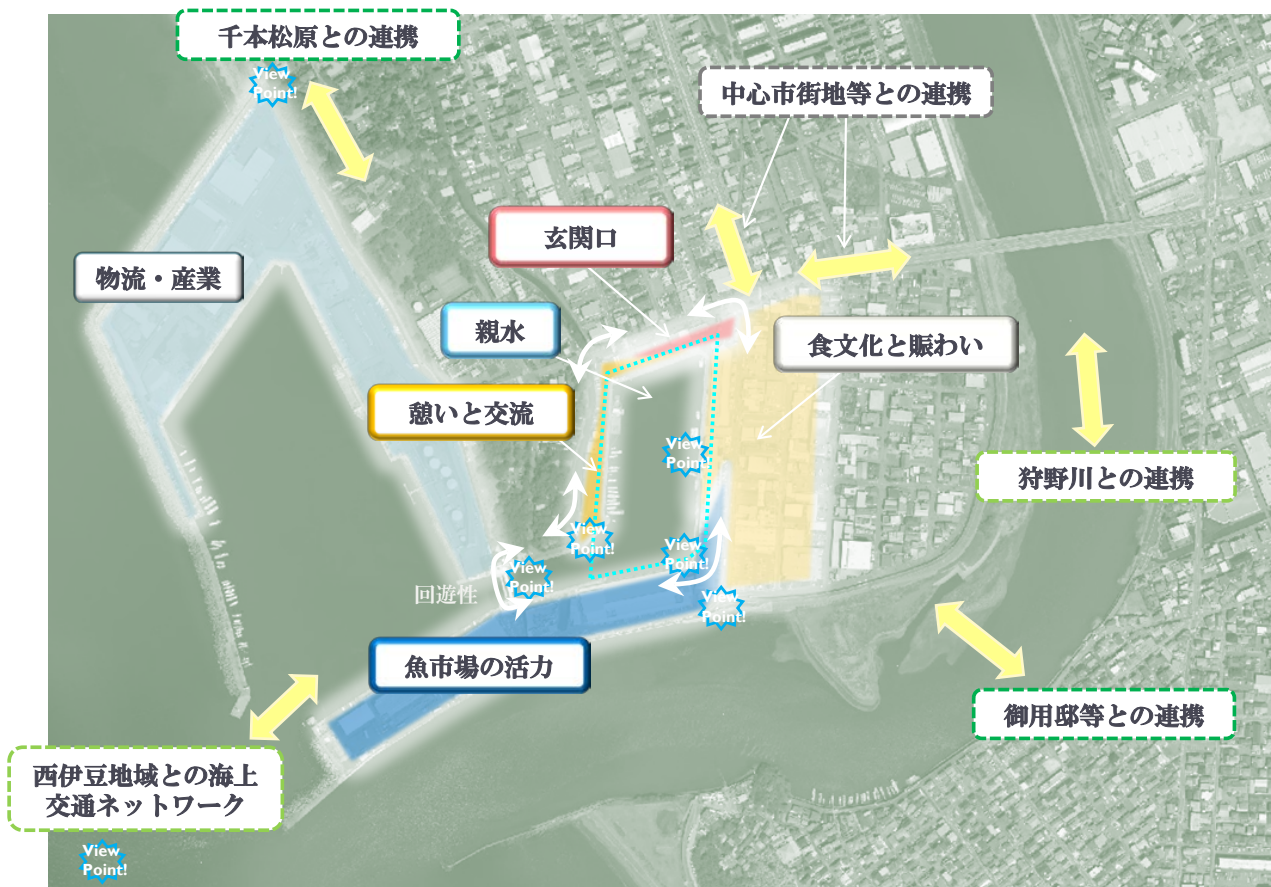 千本松原との連携
View
Point!
中心市街地等との連携
玄関口
物流・産業
親水
食文化と賑わい
憩いと交流
View
Point!
狩野川との連携
View
Point!
View
Point!
View
Point!
回遊性
View
Point!
魚市場の活力
御用邸等との連携
西伊豆地域との海上
交通ネットワーク
View
Point!